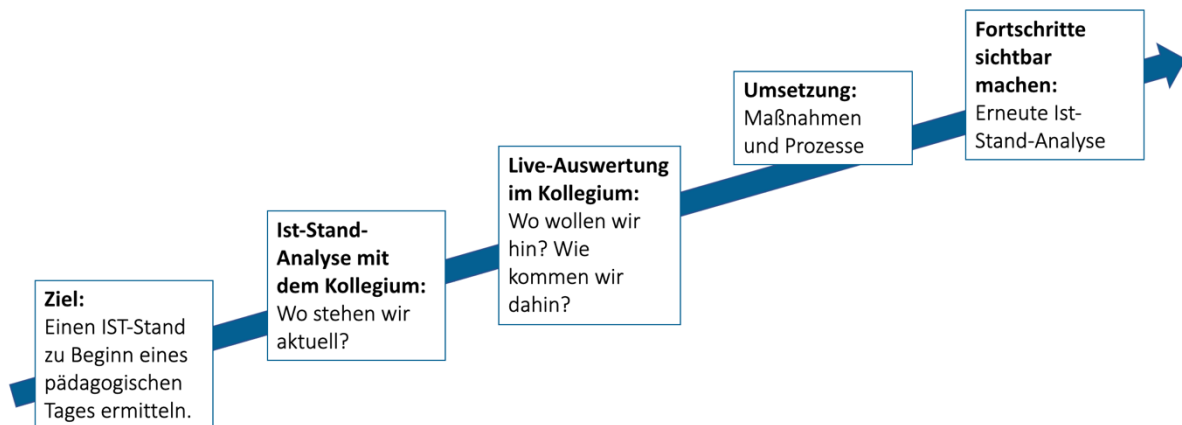 Ziel:
Einen IST-Stand
zu Beginn eines
pädagogischen
Tages ermitteln.
Ist-Stand-
Analyse mit
dem Kollegium:
Wo stehen wir
aktuell?
Live-Auswertung
im Kollegium:
Wo wollen wir
hin? Wie
kommen wir
dahin?
Umsetzung:
Maßnahmen
und Prozesse
Fortschritte
sichtbar
machen:
Erneute Ist-
Stand-Analyse